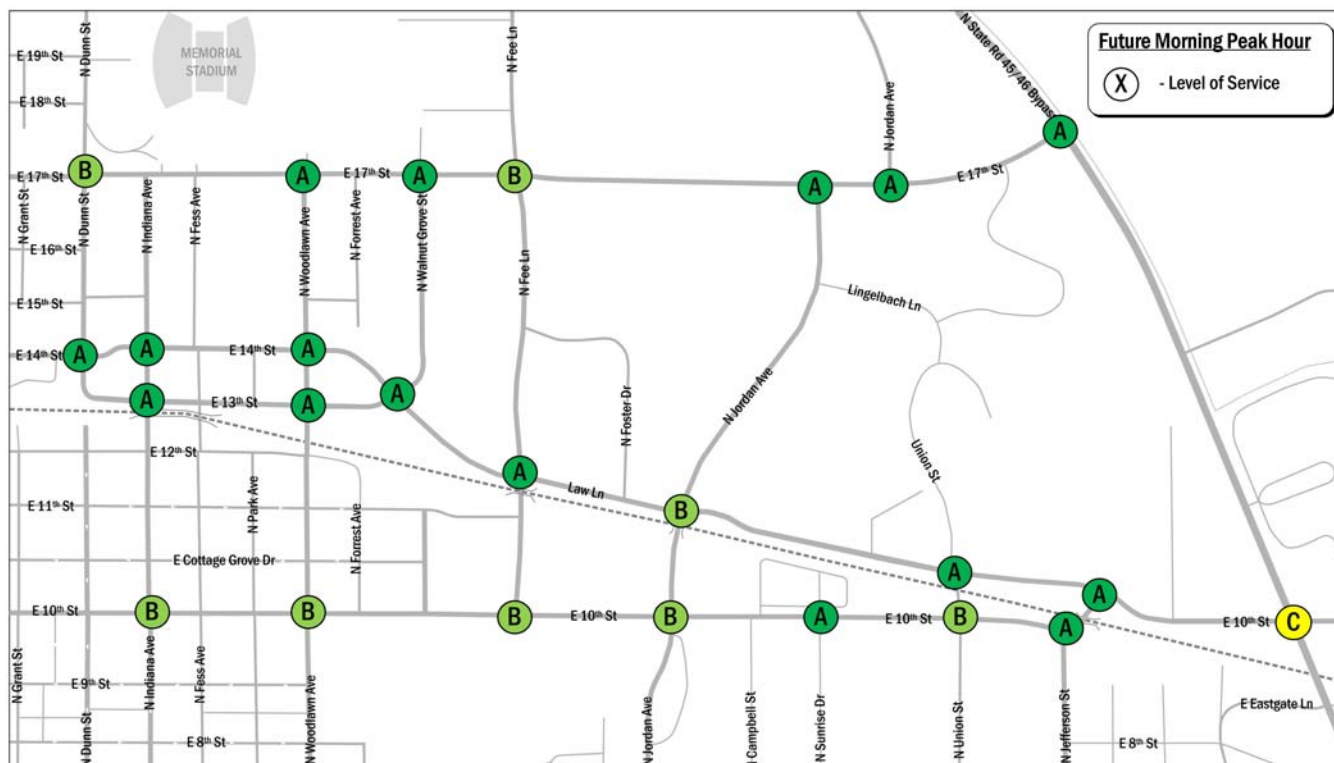 Future Morning Peak Hour
X - Level of Service
N Dunn St
MEMORIAL
STADIUM
N Fee Ln
N State Rd 45/46 Bypass
E 19th St
E 18th St
N Jordan Ave
A
B
A
E 17th St
A
B
E 17th St
A
A
E 17th St
N Grant St
N Dunn St
N Indiana Ave
N Fess Ave
N Woodlawn Ave
N Forrest Ave
N Walnut Grove St
N Fee Ln
E 16th St
E 15th St
Lingelbach Ln
E 14th St
A
A
E 14th St
A
N Jordan Ave
A
E 13th St
A
A
N Foster Dr
E 12th St
Union St
A
Law Ln
E 11th St
N Park Ave
N Forrest Ave
B
E Cottage Grove Dr
A
A
E 10th St
B
B
B
E 10th St
B
A
E 10th St
B
A
E 10th St
C
N Grant St
N Dunn St
N Indiana Ave
N Fess Ave
N Woodlawn Ave
E 9th St
E 8th St
N Jordan Ave
N Campbell St
N Sunrise Dr
N Union St
N Jefferson St
E 8th St
E Eastgate Ln